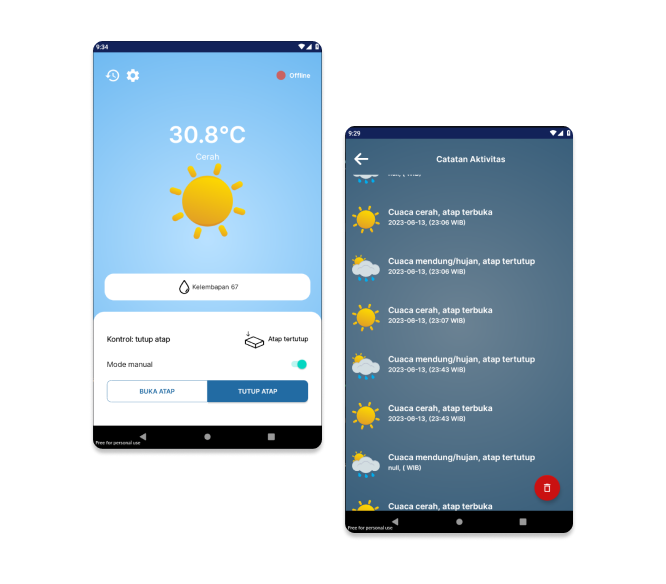 9:34
Offline
30.8°C
Cerah
Kelembapan 67
Kontrol: tutup atap
Atap tertutup
Mode manual
BUKA ATAP
TUTUP ATAP
Free for personal use
9:29
Catatan Aktivitas
null, ( WIB)
Cuaca cerah, atap terbuka
2023-06-13, (23:06 WIB)
Cuaca mendung/hujan, atap tertutup
2023-06-13, (23:06 WIB)
Cuaca cerah, atap terbuka
2023-06-13, (23:07 WIB)
Cuaca mendung/hujan, atap tertutup
2023-06-13, (23:43 WIB)
Cuaca cerah, atap terbuka
2023-06-13, (23:43 WIB)
Cuaca mendung/hujan, atap tertutup
null, ( WIB)
Cuaca cerah, atap terbuka
Free for personal use